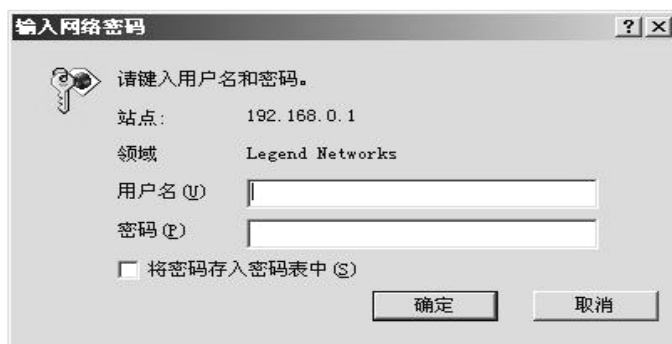 输入网络密码
请键入用户名和密码。
站点: 192.168.0.1
领域 Legend Networks
用户名(U)
密码(P)
将密码存入密码表中(S)
确定 取消